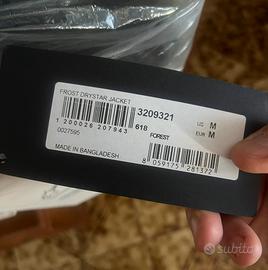 FROST DRYSTAR JACKET
3209321
US M
1 200026 207943
618
EUR M
0027595
FOREST
MADE IN BANGLADESH
8 059175 281372
subito